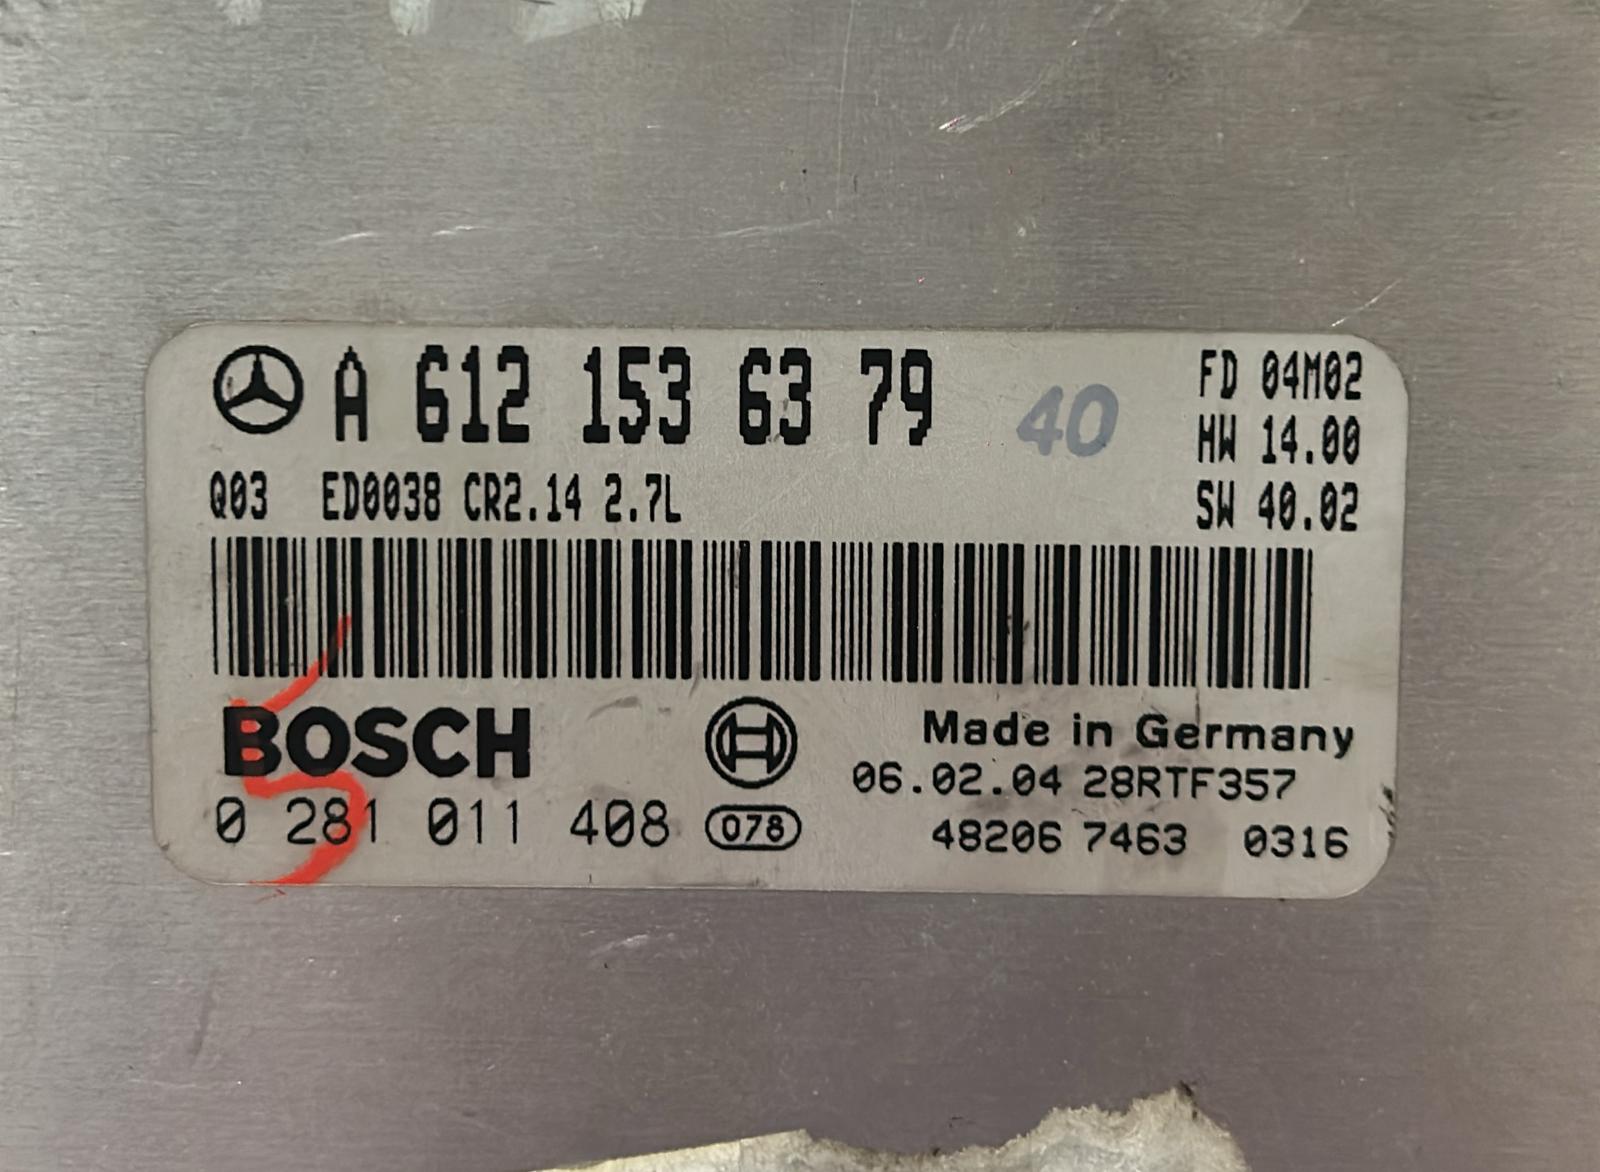 A 612 153 63 79 40 FD 04M02
HW 14.00
Q03 ED0038 CR2.14 2.7L SW 40.02
BOSCH Made in Germany
06.02.04 28RTF357
0 281 011 408 078 48206 7463 0316
5